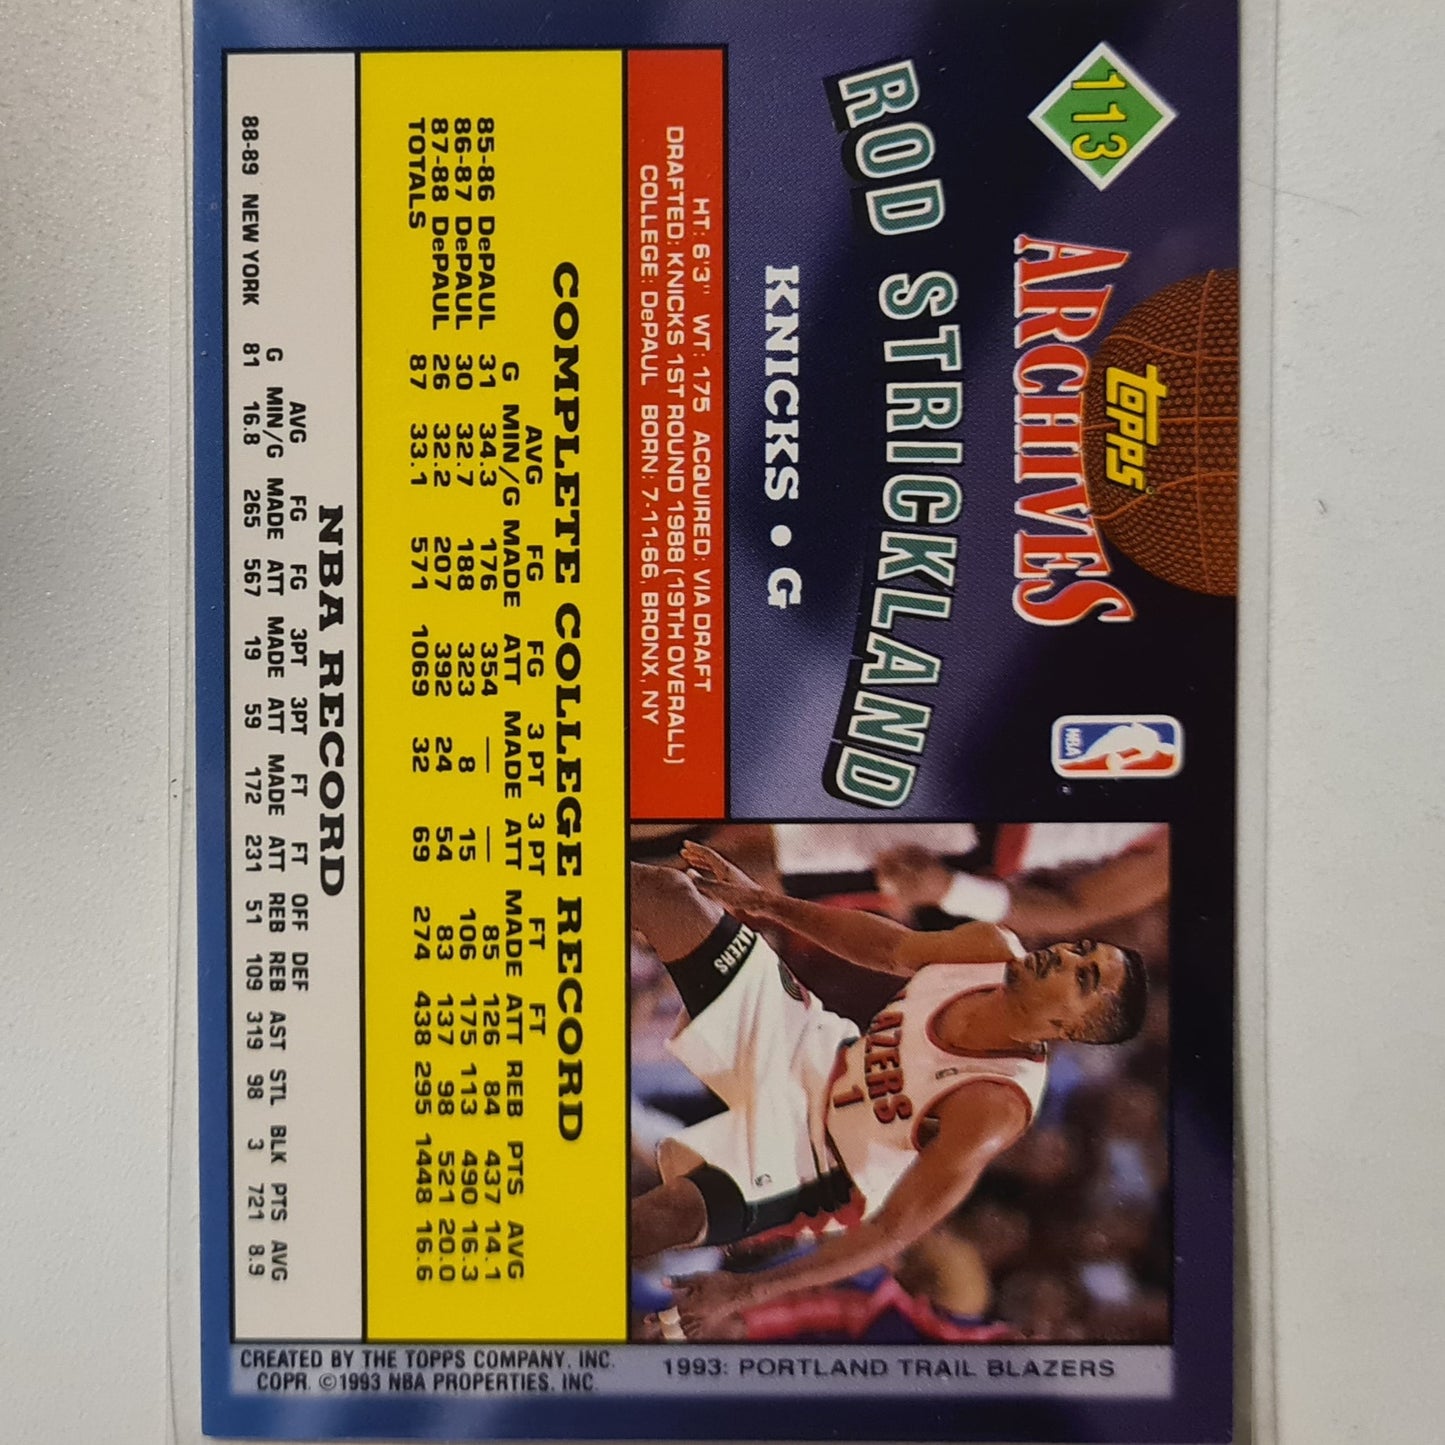 113
topps
ARCHIVES
NBA
ROD STRICKLAND
KNICKS • G
HT: 6'3" WT: 175 ACQUIRED: VIA DRAFT
DRAFTED: KNICKS 1ST ROUND 1988 (19TH OVERALL)
COLLEGE: DePAUL BORN: 7-11-66, BRONX, NY
LAZERS
LAZERS
1
COMPLETE COLLEGE RECORD
AVG FG FG 3 PT 3 PT FT FT
G MIN/G MADE ATT MADE ATT MADE ATT REB PTS AVG
85-86 DePAUL 31 34.3 176 354 — — 85 126 84 437 14.1
86-87 DePAUL 30 32.7 188 323 8 15 106 175 113 490 16.3
87-88 DePAUL 26 32.2 207 392 24 54 83 137 98 521 20.0
TOTALS 87 33.1 571 1069 32 69 274 438 295 1448 16.6
NBA RECORD
AVG FG FG 3PT 3PT FT FT OFF DEF
G MIN/G MADE ATT MADE ATT MADE ATT REB REB AST STL BLK PTS AVG
88-89 NEW YORK 81 16.8 265 567 19 59 172 231 51 109 319 98 3 721 8.9
1993: PORTLAND TRAIL BLAZERS
CREATED BY THE TOPPS COMPANY, INC.
COPR. ©1993 NBA PROPERTIES, INC.